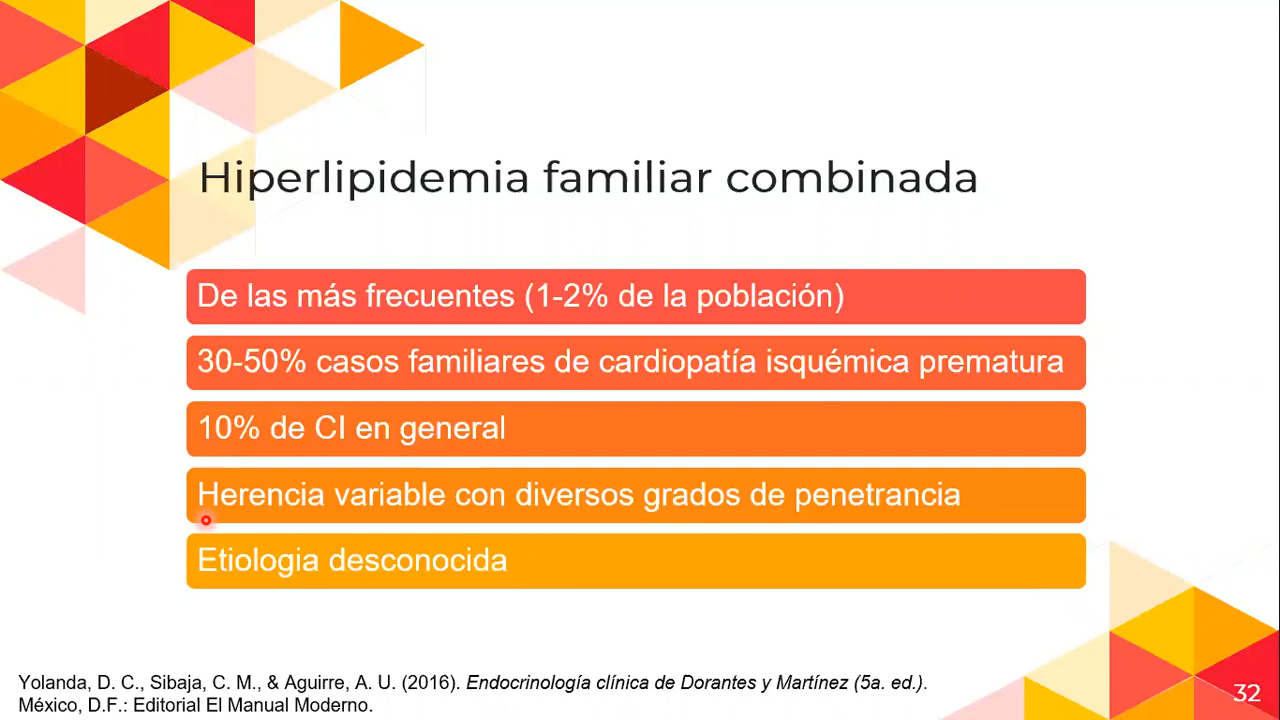 Hiperlipidemia familiar combinada
De las más frecuentes (1-2% de la población)
30-50% casos familiares de cardiopatía isquémica prematura
10% de CI en general
Herencia variable con diversos grados de penetrancia
Etiologia desconocida
Yolanda, D. C., Sibaja, C. M., & Aguirre, A. U. (2016). Endocrinología clínica de Dorantes y Martínez (5a. ed.).
México, D.F.: Editorial El Manual Moderno.
32